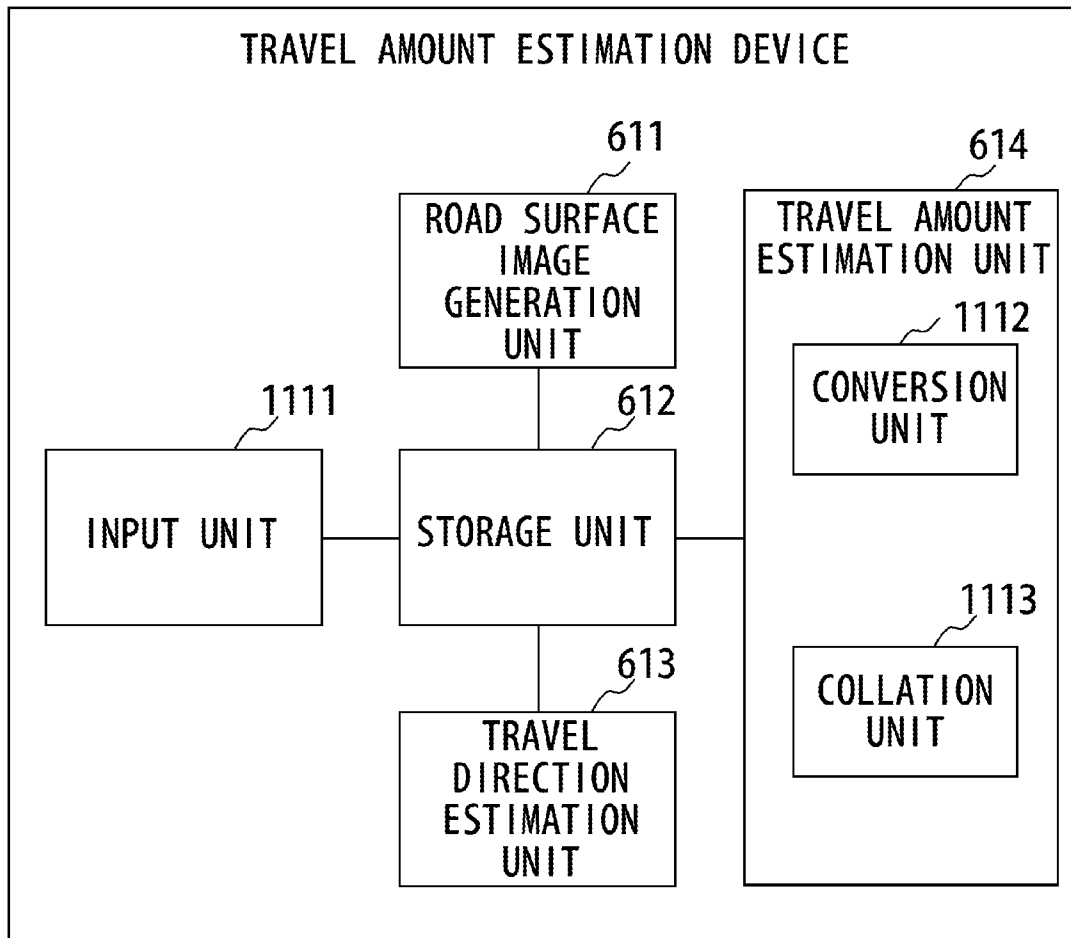 TRAVEL AMOUNT ESTIMATION DEVICE
611
ROAD SURFACE
IMAGE
GENERATION
UNIT
614
TRAVEL AMOUNT
ESTIMATION UNIT
1112
CONVERSION
UNIT
1111
INPUT UNIT
612
STORAGE UNIT
1113
COLLATION
UNIT
613
TRAVEL
DIRECTION
ESTIMATION
UNIT